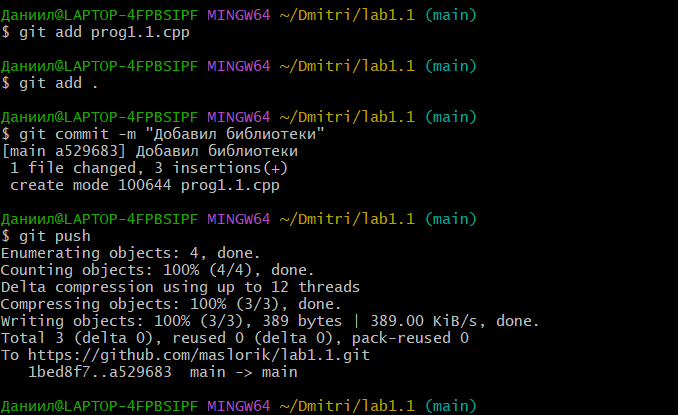 Даниил@LAPTOP-4FPBSIPF MINGW64 ~/Dmitri/lab1.1 (main)
$ git add prog1.1.cpp
Даниил@LAPTOP-4FPBSIPF MINGW64 ~/Dmitri/lab1.1 (main)
$ git add .
Даниил@LAPTOP-4FPBSIPF MINGW64 ~/Dmitri/lab1.1 (main)
$ git commit -m "Добавил библиотеки"
[main a529683] Добавил библиотеки
 1 file changed, 3 insertions(+)
 create mode 100644 prog1.1.cpp
Даниил@LAPTOP-4FPBSIPF MINGW64 ~/Dmitri/lab1.1 (main)
$ git push
Enumerating objects: 4, done.
Counting objects: 100% (4/4), done.
Delta compression using up to 12 threads
Compressing objects: 100% (3/3), done.
Writing objects: 100% (3/3), 389 bytes | 389.00 KiB/s, done.
Total 3 (delta 0), reused 0 (delta 0), pack-reused 0
To https://github.com/maslorik/lab1.1.git
   1bed8f7..a529683  main -> main
Даниил@LAPTOP-4FPBSIPF MINGW64 ~/Dmitri/lab1.1 (main)